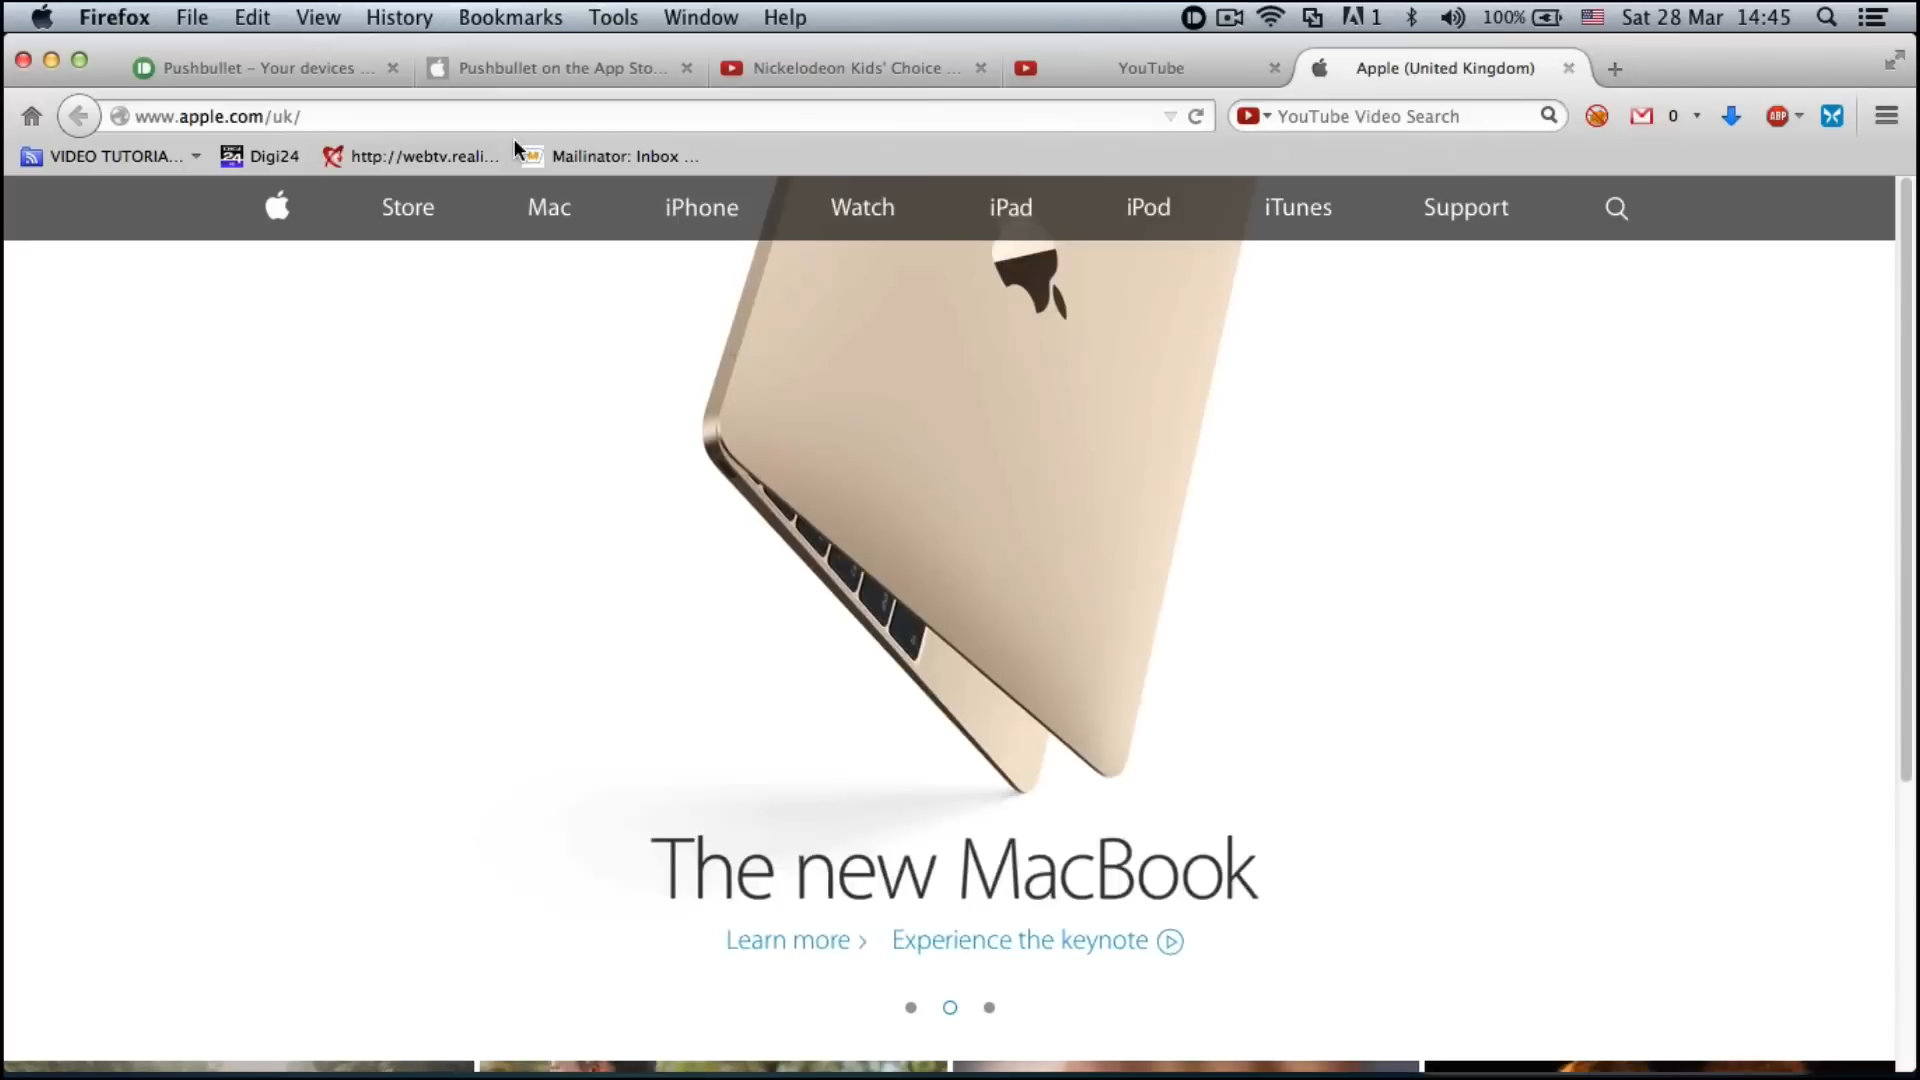 Firefox File Edit View History Bookmarks Tools Window Help 1 100% Sat 28 Mar 14:45
Pushbullet – Your devices ... Pushbullet on the App Sto... Nickelodeon Kids' Choice ... YouTube Apple (United Kingdom)
www.apple.com/uk/ YouTube Video Search 0 ABP
VIDEO TUTORIA... 24 Digi24 http://webtv.reali... Mailinator: Inbox ...
Store Mac iPhone Watch iPad iPod iTunes Support
The new MacBook
Learn more Experience the keynote